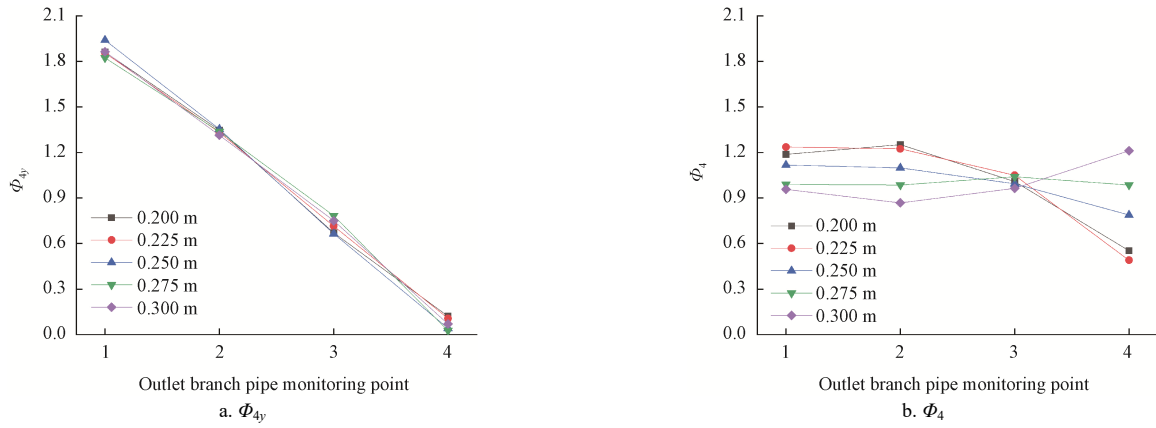 2.1
1.8
1.5
1.2
0.9
0.6
0.3
0.0
Φ4y
0.200 m
0.225 m
0.250 m
0.275 m
0.300 m
1 2 3 4
Outlet branch pipe monitoring point
a. Φ4y
2.1
1.8
1.5
1.2
0.9
0.6
0.3
0.0
Φ4
0.200 m
0.225 m
0.250 m
0.275 m
0.300 m
1 2 3 4
Outlet branch pipe monitoring point
b. Φ4